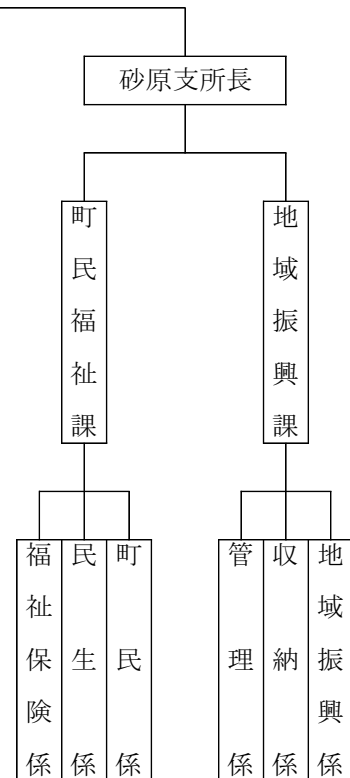 砂原支所長
地域振興課
町民福祉課
地域振興係
収納係
管理係
町民係
民生係
福祉保険係